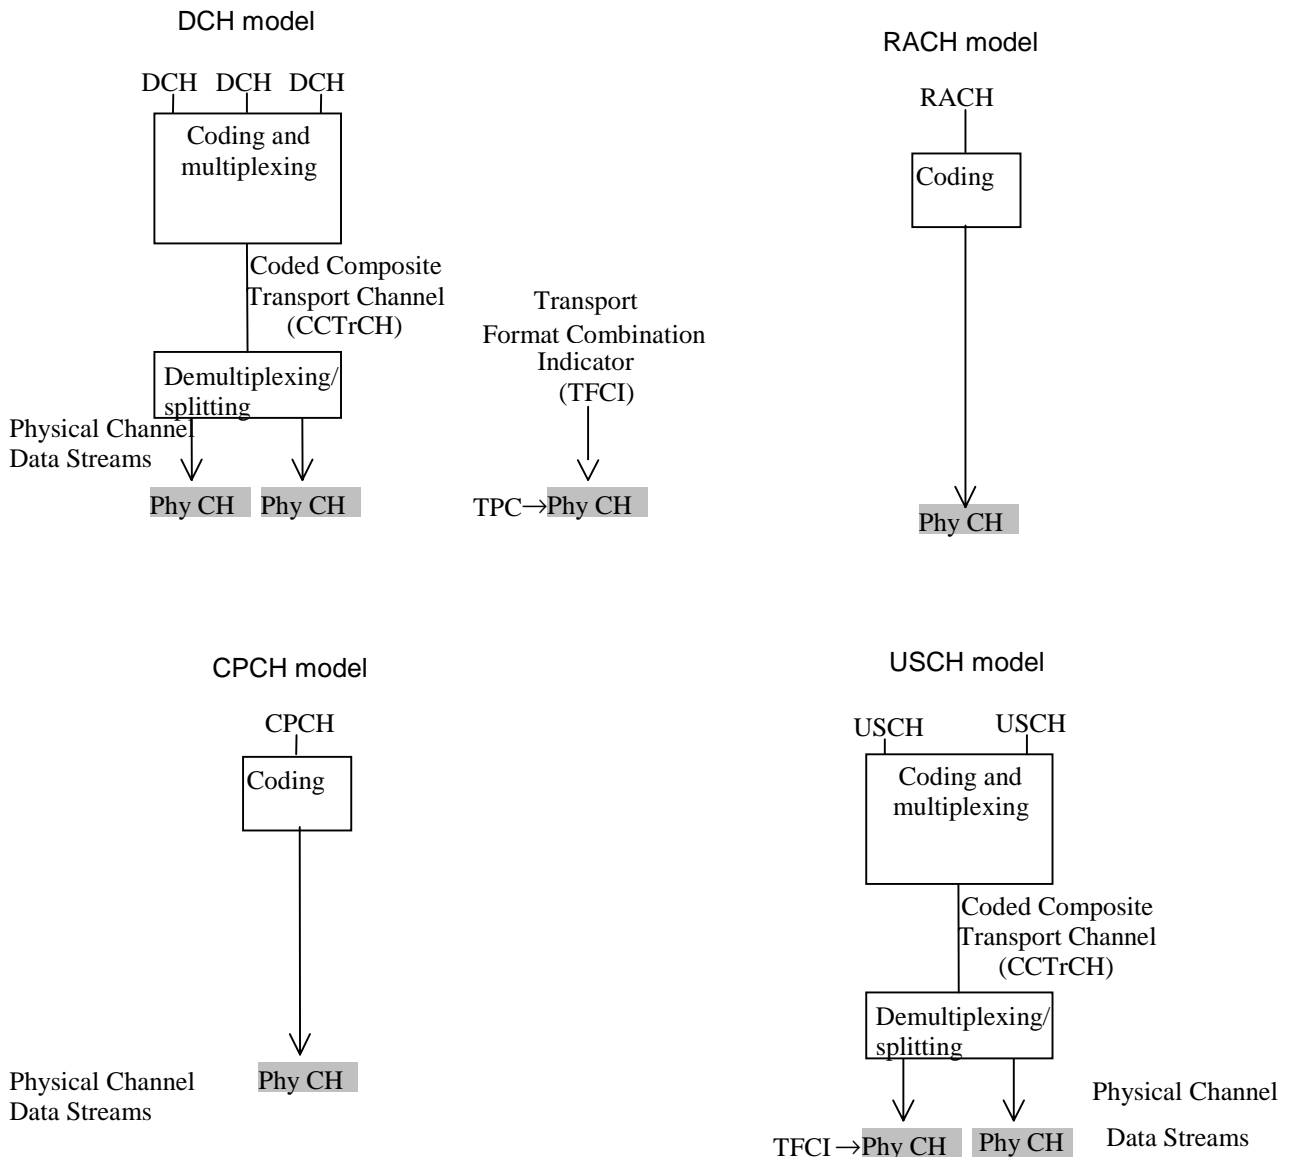 DCH model
DCH DCH DCH
Coding and
multiplexing
Coded Composite
Transport Channel
(CCTrCH)
Demultiplexing/
splitting
Physical Channel
Data Streams
Phy CH Phy CH
Transport
Format Combination
Indicator
(TFCI)
TPC→Phy CH
RACH model
RACH
Coding
Phy CH
CPCH model
CPCH
Coding
Physical Channel
Data Streams
Phy CH
USCH model
USCH USCH
Coding and
multiplexing
Coded Composite
Transport Channel
(CCTrCH)
Demultiplexing/
splitting
Physical Channel
Data Streams
TFCI→Phy CH Phy CH